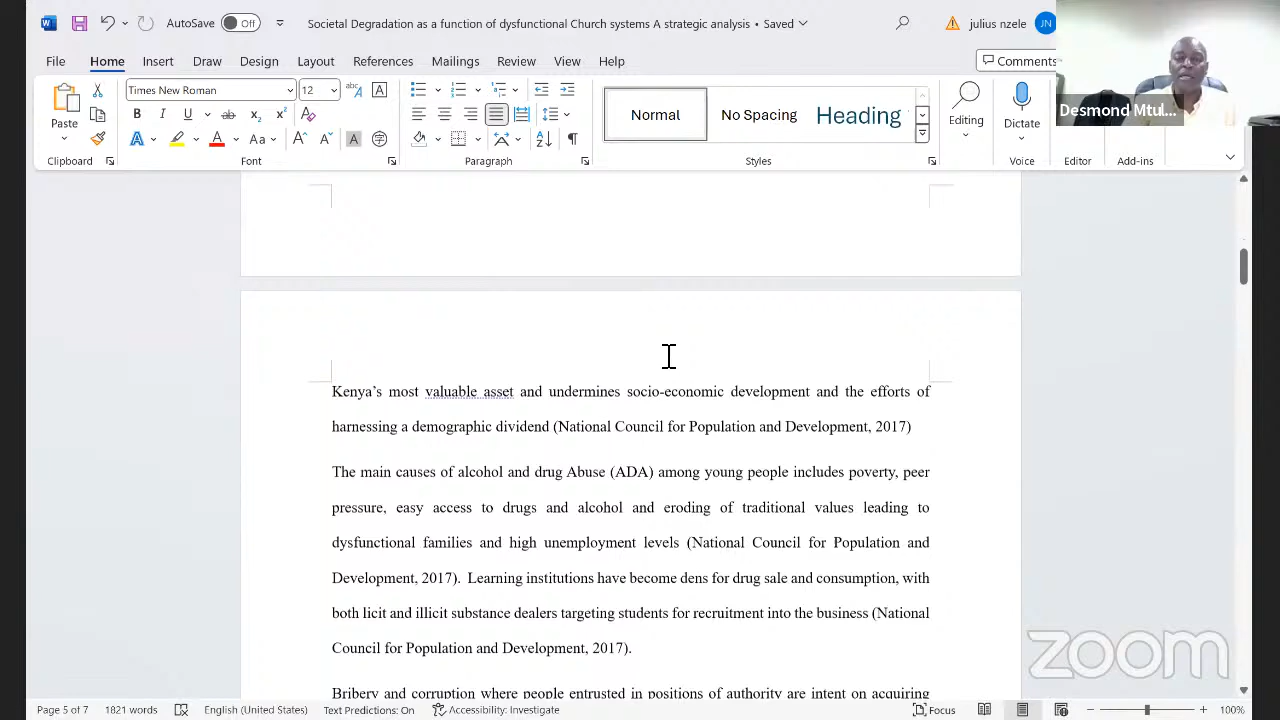 AutoSave Off Societal Degradation as a function of dysfunctional Church systems A strategic analysis • Saved julius nzele JN
File Home Insert Draw Design Layout References Mailings Review View Help Comments
Desmond Mtul...
Times New Roman 12
Paste
Normal No Spacing Heading
Editing Dictate
Clipboard Font Paragraph Styles Voice Editor Add-ins
Kenya's most valuable asset and undermines socio-economic development and the efforts of
harnessing a demographic dividend (National Council for Population and Development, 2017)
The main causes of alcohol and drug Abuse (ADA) among young people includes poverty, peer
pressure, easy access to drugs and alcohol and eroding of traditional values leading to
dysfunctional families and high unemployment levels (National Council for Population and
Development, 2017). Learning institutions have become dens for drug sale and consumption, with
both licit and illicit substance dealers targeting students for recruitment into the business (National
Council for Population and Development, 2017).
Bribery and corruption where people entrusted in positions of authority are intent on acquiring
zoom
Page 5 of 7 1821 words English (United States) Text Predictions: On Accessibility: Investigate Focus 100%